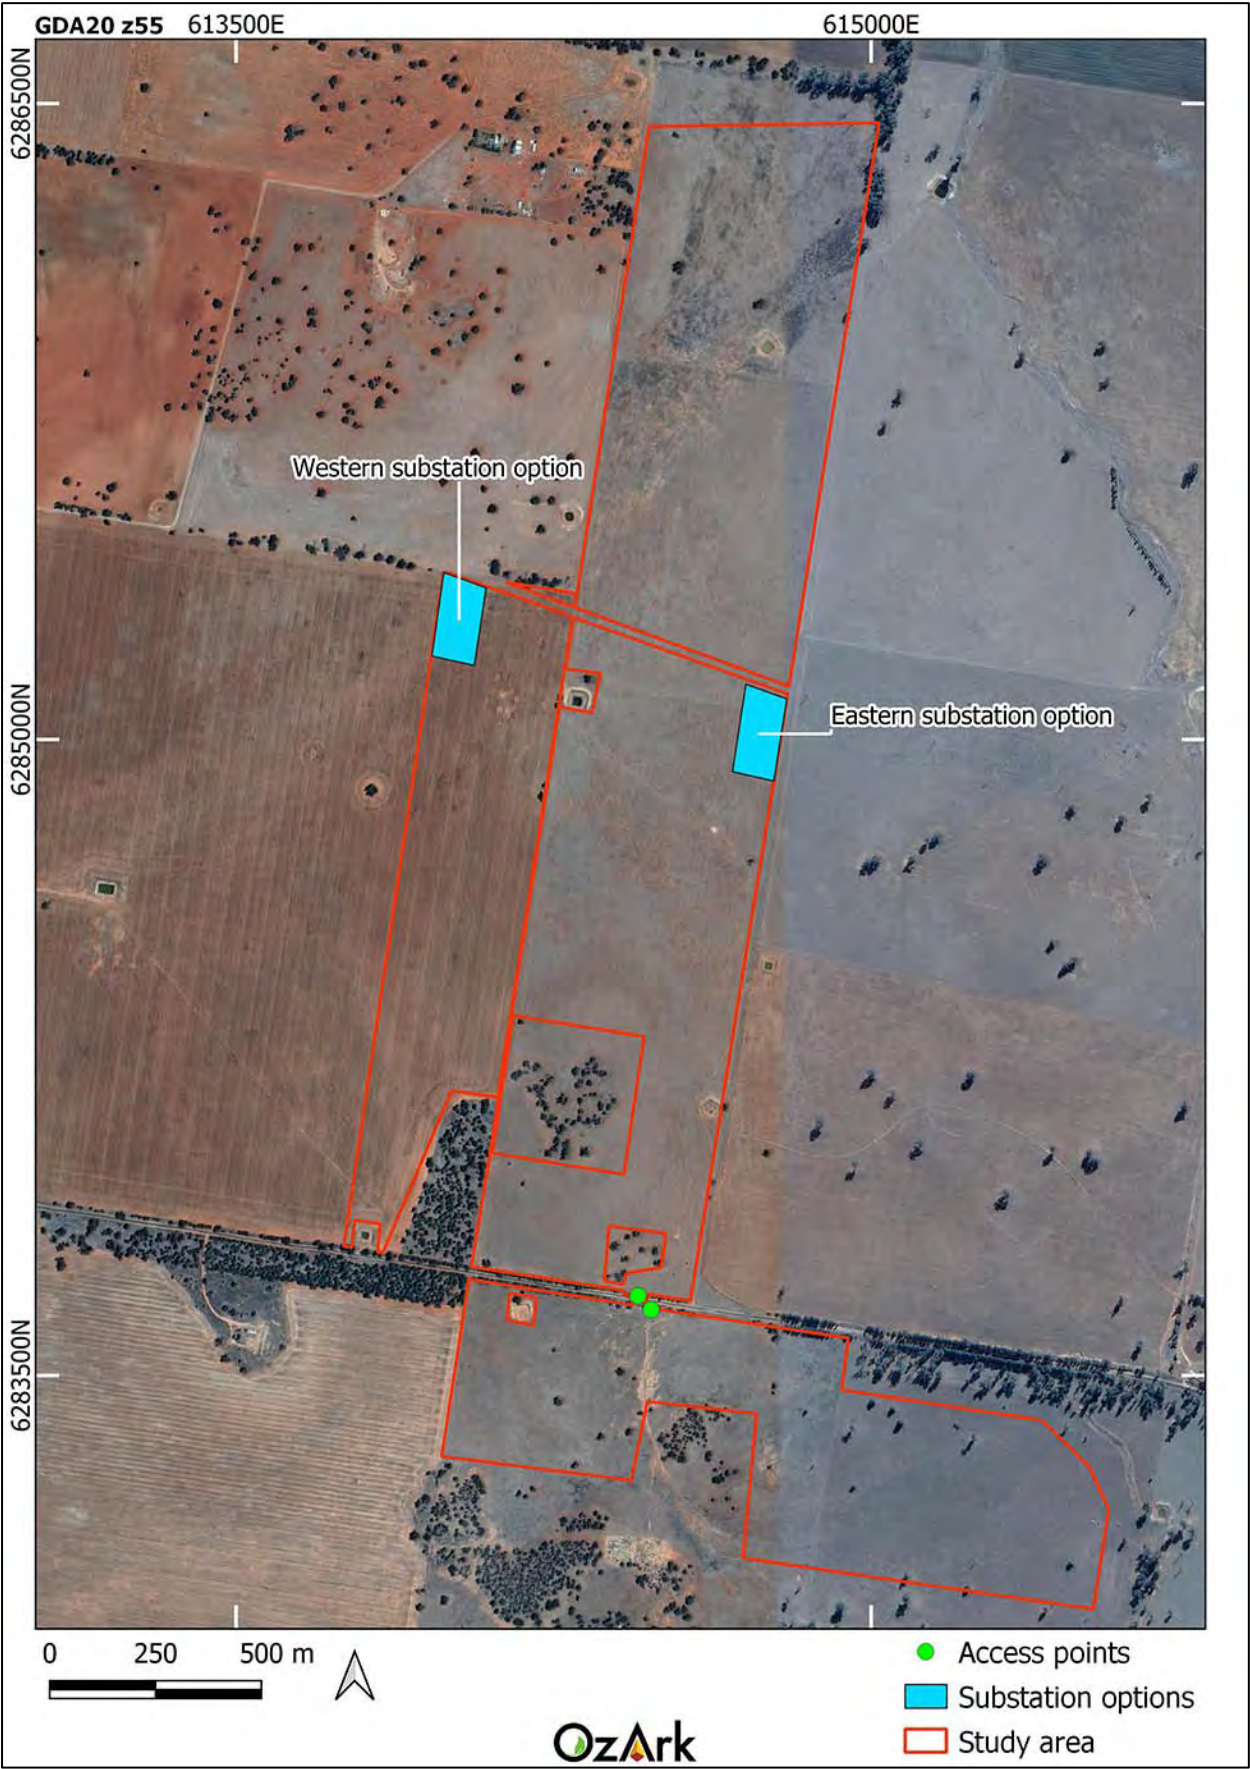 GDA20 z55 613500E 615000E
6286500N
Western substation option
6285000N
Eastern substation option
6283500N
0 250 500 m
Access points
Substation options
Study area
OzArk